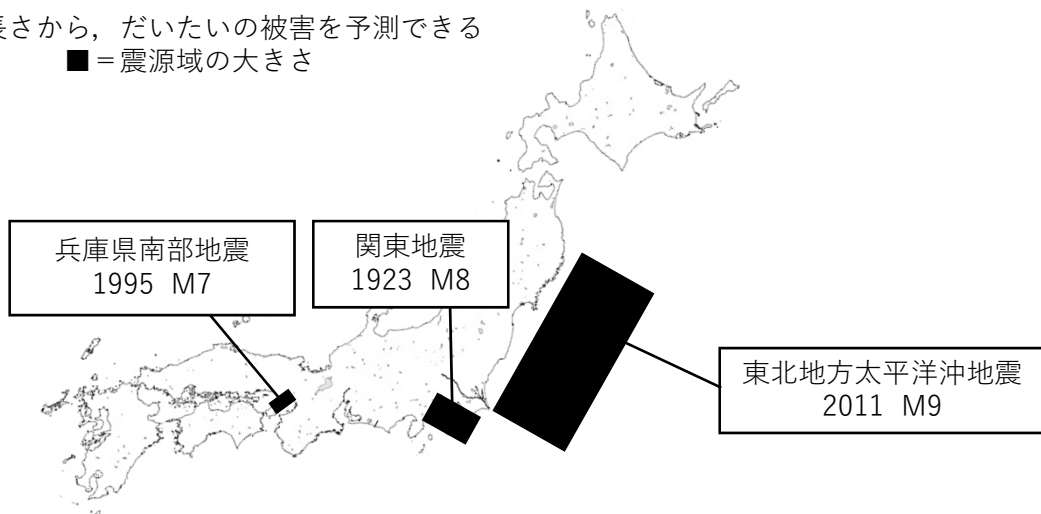 長さから，だいたいの被害を予測できる
■＝震源域の大きさ
兵庫県南部地震
1995 M7
関東地震
1923 M8
東北地方太平洋沖地震
2011 M9